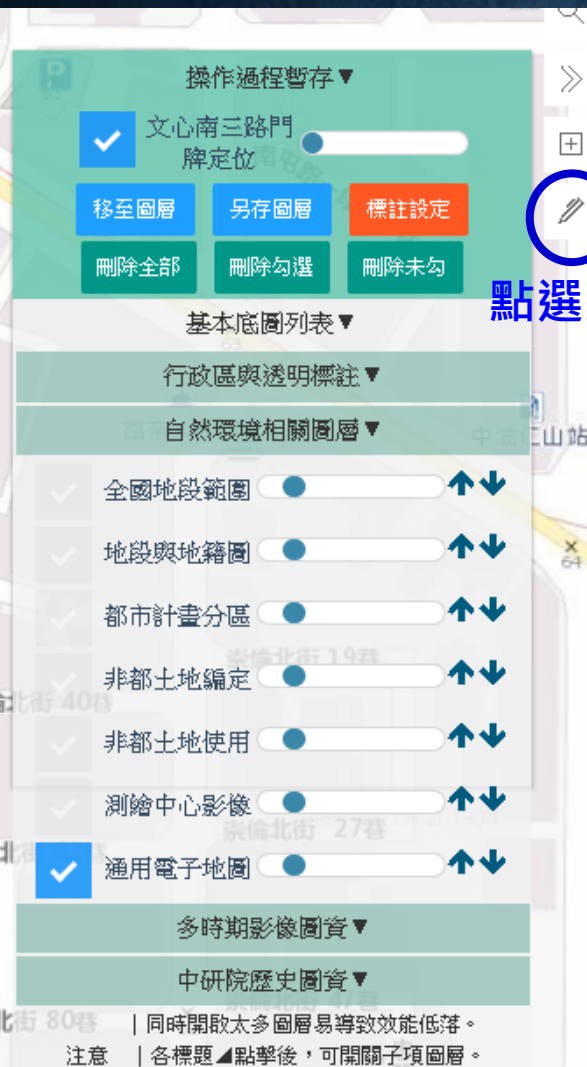 操作過程暫存▼
文心南三路門
牌定位
移至圖層 另存圖層 標註設定
刪除全部 刪除勾選 刪除未勾
點選
基本底圖列表▼
63
行政區與透明標註▼
自然環境相關圖層▼
中油仁山站
全國地段範圍
地段與地籍圖
64
都市計畫分區
崇倫北街 19巷
非都土地編定
北街 40巷
非都土地使用
測繪中心影像
崇倫北街 27巷
通用電子地圖
多時期影像圖資▼
中研院歷史圖資▼
崇倫北街 47巷
北街 80巷
|同時開啟太多圖層易導致效能低落。
注意 |各標題◢點擊後，可開關子項圖層。